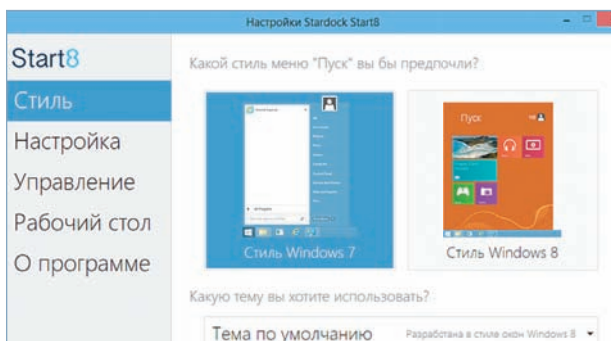 Настройки Stardock Start8
Start8
Какой стиль меню "Пуск" вы бы предпочли?
Стиль
Настройка
Управление
Рабочий стол
О программе
Пуск
Стиль Windows 7
Стиль Windows 8
Какую тему вы хотите использовать?
Тема по умолчанию Разработана в стиле окон Windows 8